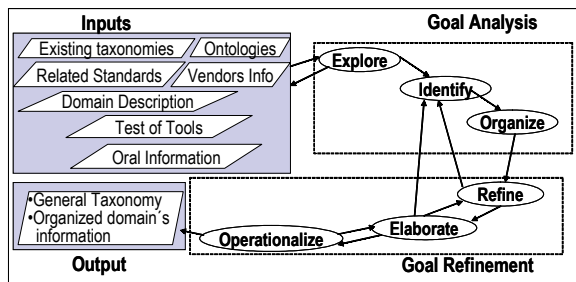 Inputs
Goal Analysis
Existing taxonomies
Ontologies
Related Standards
Vendors Info
Domain Description
Test of Tools
Oral Information
Explore
Identify
Organize
•General Taxonomy
•Organized domain´s
information
Output
Refine
Elaborate
Operationalize
Goal Refinement